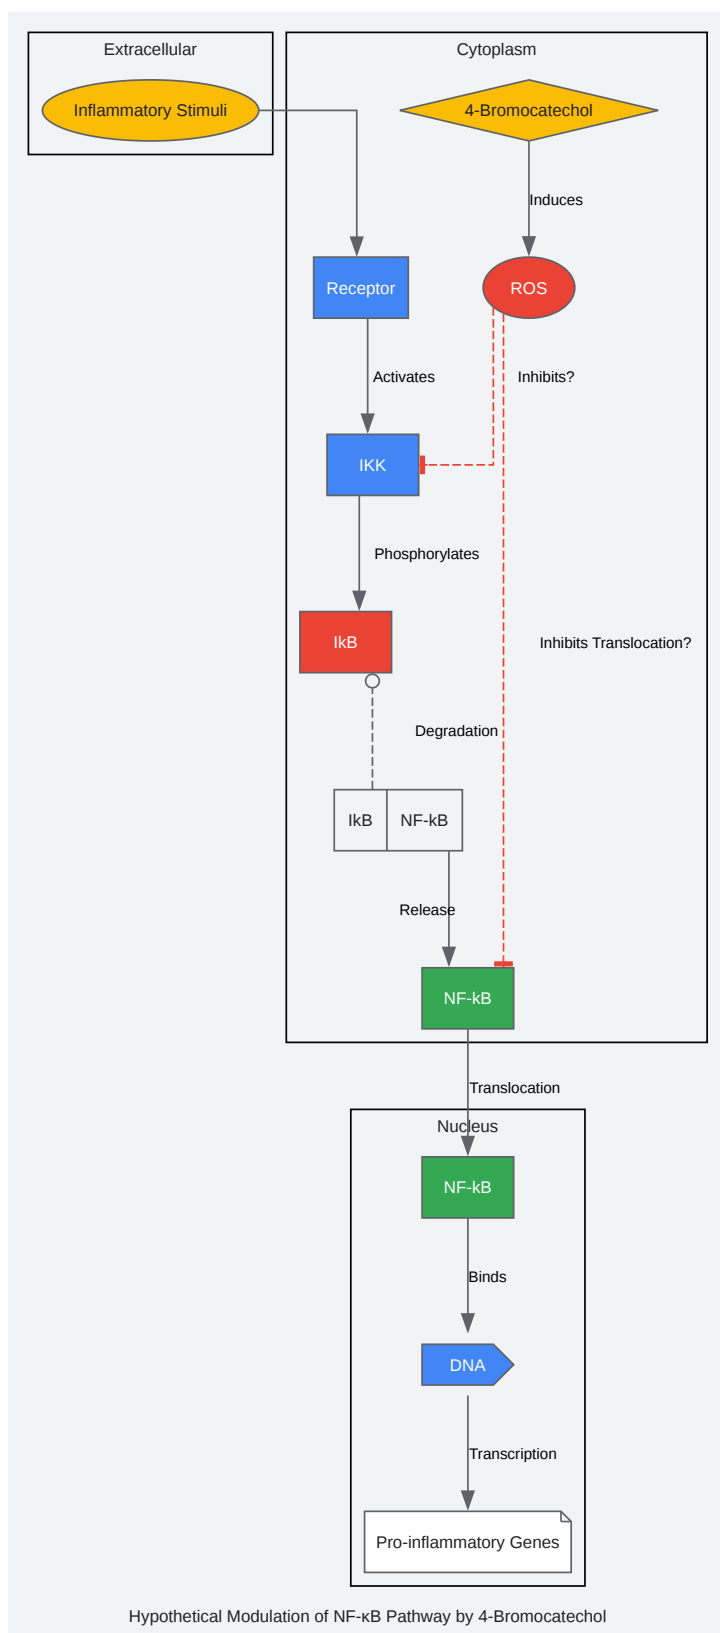 Extracellular
Cytoplasm
Inflammatory Stimuli
4-Bromocatechol
Induces
Receptor
ROS
Activates
Inhibits?
IKK
Phosphorylates
IkB
Inhibits Translocation?
Degradation
IkB
NF-kB
Release
NF-kB
Translocation
Nucleus
NF-kB
Binds
DNA
Transcription
Pro-inflammatory Genes
Hypothetical Modulation of NF-κB Pathway by 4-Bromocatechol